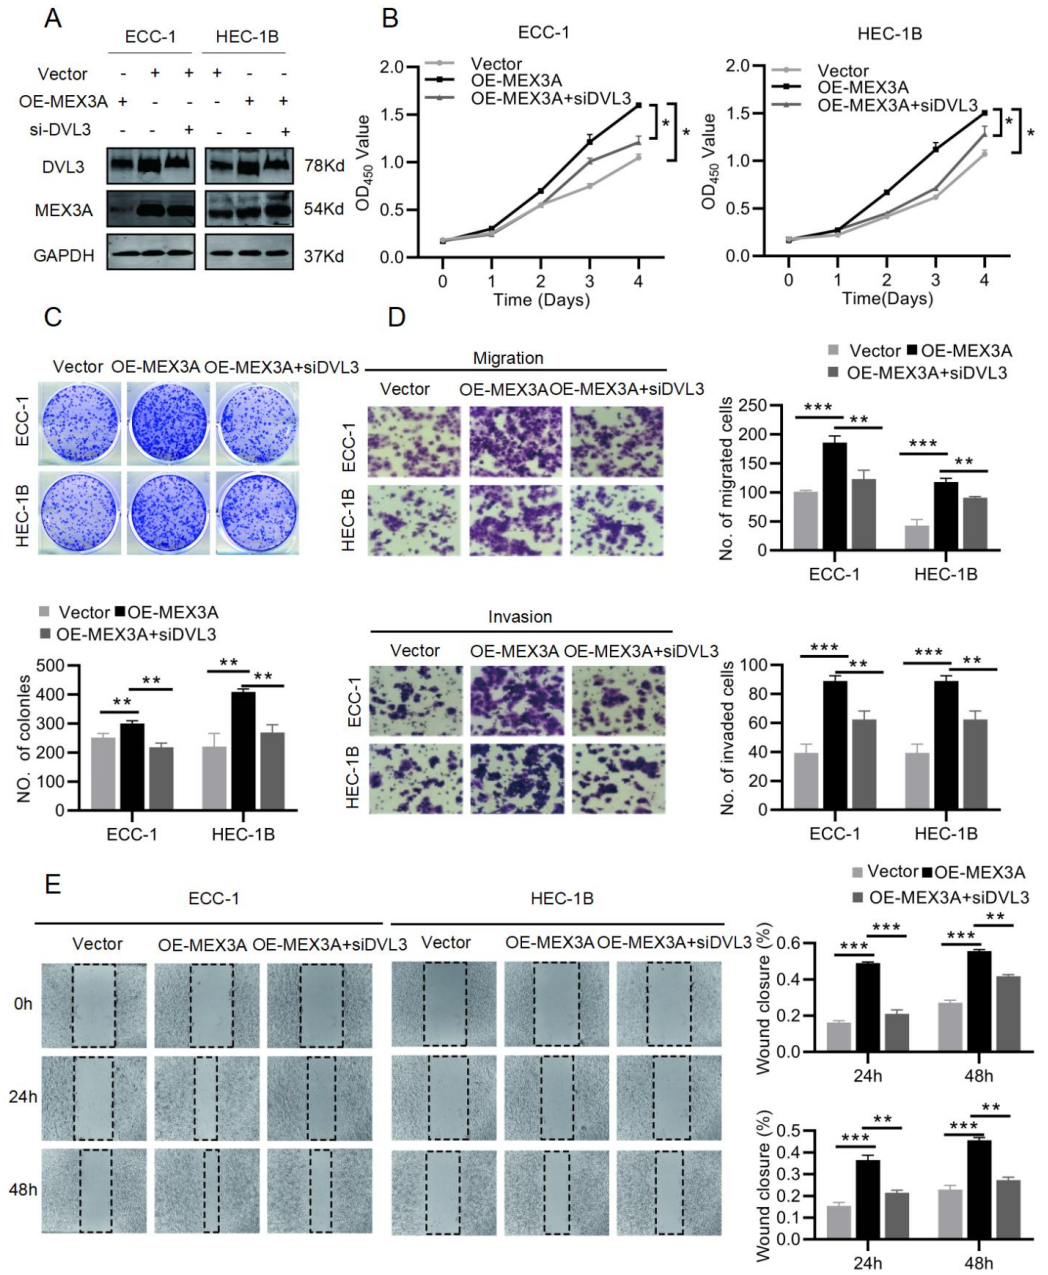 A
ECC-1 HEC-1B
Vector - + + + - -
OE-MEX3A + - - - + +
si-DVL3 - - + - - +
DVL3 78Kd
MEX3A 54Kd
GAPDH 37Kd
B
ECC-1
Vector
OE-MEX3A
OE-MEX3A+siDVL3
OD450 Value
2.0
1.5
1.0
0.5
0.0
* *
0 1 2 3 4
Time (Days)
HEC-1B
Vector
OE-MEX3A
OE-MEX3A+siDVL3
OD450 Value
2.0
1.5
1.0
0.5
0.0
* *
0 1 2 3 4
Time(Days)
C
Vector OE-MEX3A OE-MEX3A+siDVL3
ECC-1
HEC-1B
Vector OE-MEX3A
OE-MEX3A+siDVL3
NO. of colonies
500
400
300
200
100
0
** ** ** **
ECC-1 HEC-1B
D
Migration
Vector OE-MEX3A OE-MEX3A+siDVL3
ECC-1
HEC-1B
Vector OE-MEX3A
OE-MEX3A+siDVL3
No. of migrated cells
250
200
150
100
50
0
*** ** *** **
ECC-1 HEC-1B
Invasion
Vector OE-MEX3A OE-MEX3A+siDVL3
ECC-1
HEC-1B
No. of invaded cells
100
80
60
40
20
0
*** ** *** **
ECC-1 HEC-1B
E
ECC-1 HEC-1B
Vector OE-MEX3A OE-MEX3A+siDVL3 Vector OE-MEX3A OE-MEX3A+siDVL3
0h
24h
48h
Vector OE-MEX3A
OE-MEX3A+siDVL3
Wound closure (%)
0.6
0.4
0.2
0.0
*** *** *** **
24h 48h
Wound closure (%)
0.5
0.4
0.3
0.2
0.1
0.0
*** ** *** **
24h 48h